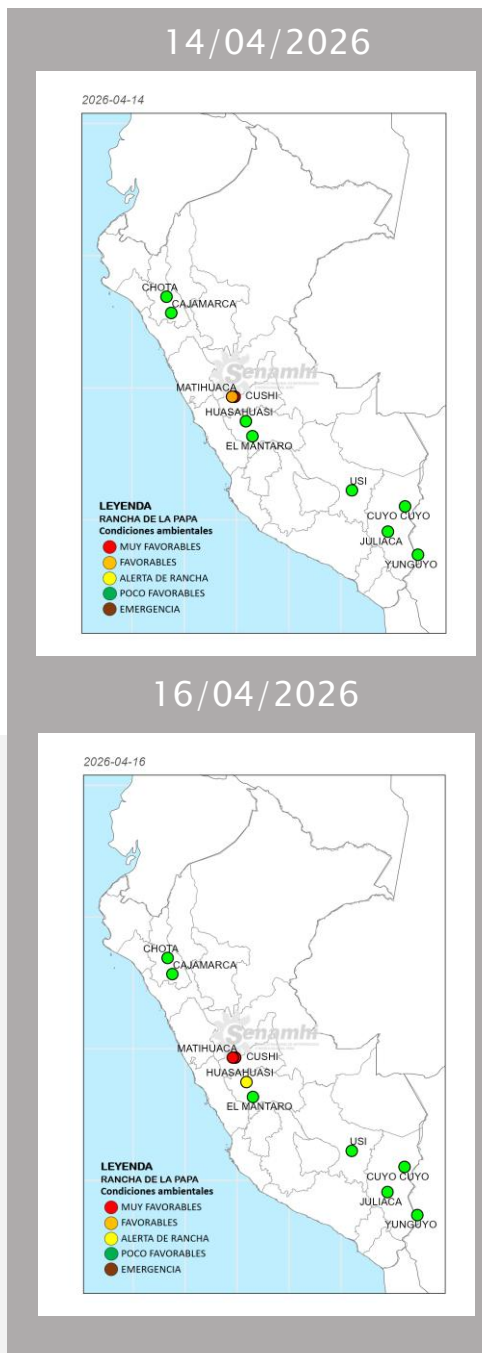 14/04/2026
2026-04-14
CHOTA
CAJAMARCA
Senamhi
MATIHUACA
CUSHI
HUASAHUASI
EL MANTARO
USI
CUYO CUYO
JULIACA
YUNGUYO
LEYENDA
RANCHA DE LA PAPA
Condiciones ambientales
MUY FAVORABLES
FAVORABLES
ALERTA DE RANCHA
POCO FAVORABLES
EMERGENCIA
16/04/2026
2026-04-16
CHOTA
CAJAMARCA
Senamhi
MATIHUACA
CUSHI
HUASAHUASI
EL MANTARO
USI
CUYO CUYO
JULIACA
YUNGUYO
LEYENDA
RANCHA DE LA PAPA
Condiciones ambientales
MUY FAVORABLES
FAVORABLES
ALERTA DE RANCHA
POCO FAVORABLES
EMERGENCIA